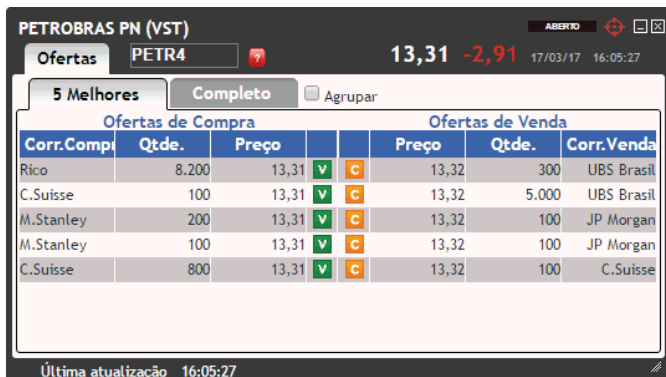 PETROBRAS PN (VST) ABERTO
Ofertas PETR4 ? 13,31 -2,91 17/03/17 16:05:27
5 Melhores Completo Agrupar
Ofertas de Compra Ofertas de Venda
Corr.Compr Qtde. Preço Preço Qtde. Corr.Venda
Rico 8.200 13,31 V C 13,32 300 UBS Brasil
C.Suisse 100 13,31 V C 13,32 5.000 UBS Brasil
M.Stanley 200 13,31 V C 13,32 100 JP Morgan
M.Stanley 100 13,31 V C 13,32 100 JP Morgan
C.Suisse 800 13,31 V C 13,32 100 C.Suisse
Última atualização 16:05:27